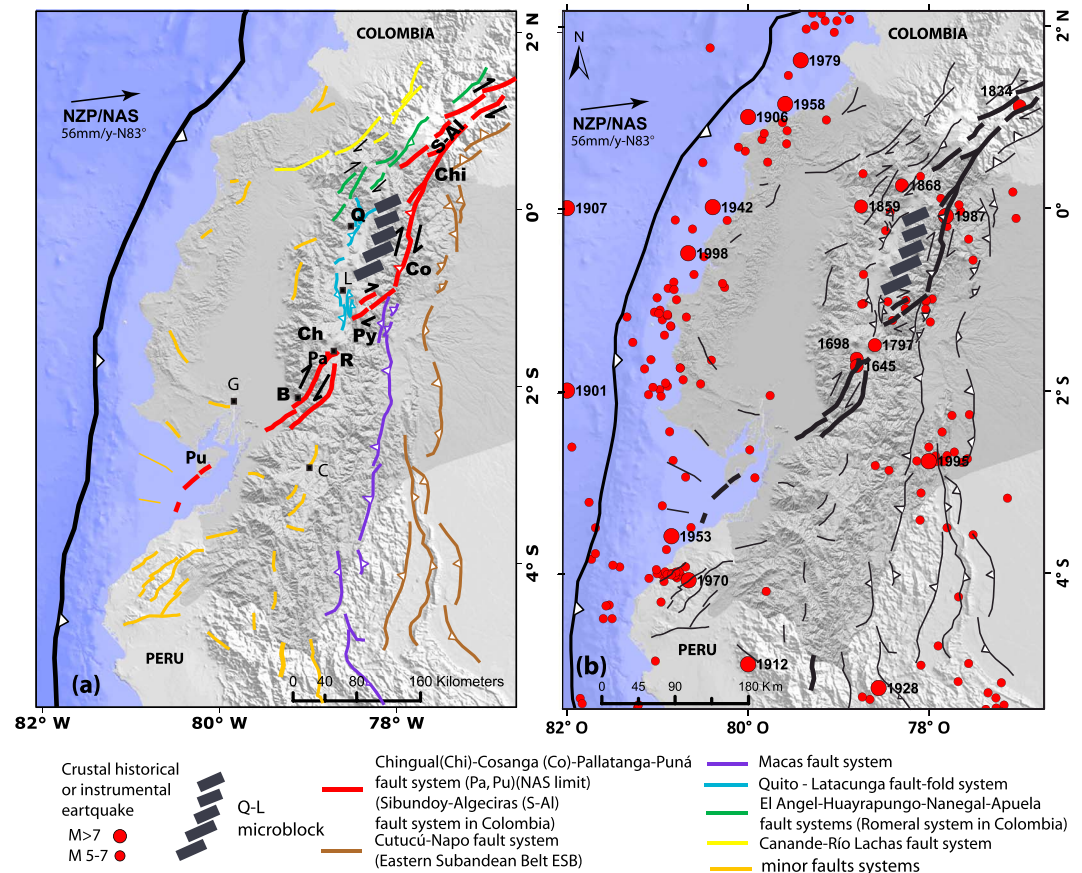 COLOMBIA
NZP/NAS
56mm/y-N83°
S-Al
Chi
Q
Co
L
Py
Ch
Pa
R
B
G
Pu
C
PERU
(a)
0 40 80 160 Kilometers
82 W
80 °W
78 °W
2°N
0°
2°S
4°S
N
COLOMBIA
NZP/NAS
56mm/y-N83°
1979
1958
1906
1834
1868
1859
1987
1907
1942
1998
1797
1698
1645
1901
1995
1953
1970
1912
1928
PERU
(b)
0 45 90 180 Km
82° O
80° O
78° O
2°N
0°
2°S
4°S
Crustal historical
or instrumental
eartquake
M>7
M 5-7
Q-L
microblock
Chingual(Chi)-Cosanga (Co)-Pallatanga-Puná
fault system (Pa, Pu)(NAS limit)
(Sibundoy-Algeciras (S-Al)
fault system in Colombia)
Cutucú-Napo fault system
(Eastern Subandean Belt ESB)
Macas fault system
Quito - Latacunga fault-fold system
El Angel-Huayrapungo-Nanegal-Apuela
fault systems (Romeral system in Colombia)
Canande-Río Lachas fault system
minor faults systems